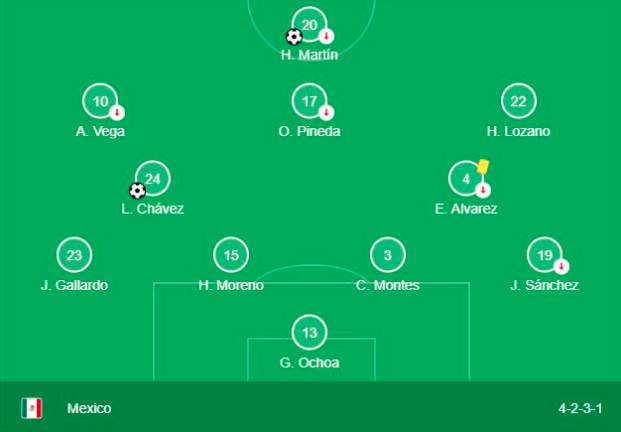 20
H. Martín
10 17 22
A. Vega O. Pineda H. Lozano
24 4
L. Chávez E. Alvarez
23 15 3 19
J. Gallardo H. Moreno C. Montes J. Sánchez
13
G. Ochoa
Mexico 4-2-3-1